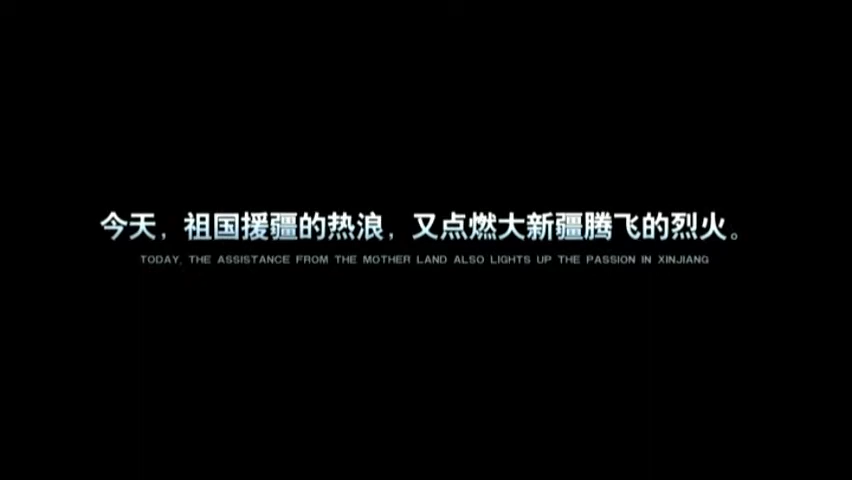 今天，祖国援疆的热浪，又点燃大新疆腾飞的烈火。
TODAY, THE ASSISTANCE FROM THE MOTHER LAND ALSO LIGHTS UP THE PASSION IN XINJIANG